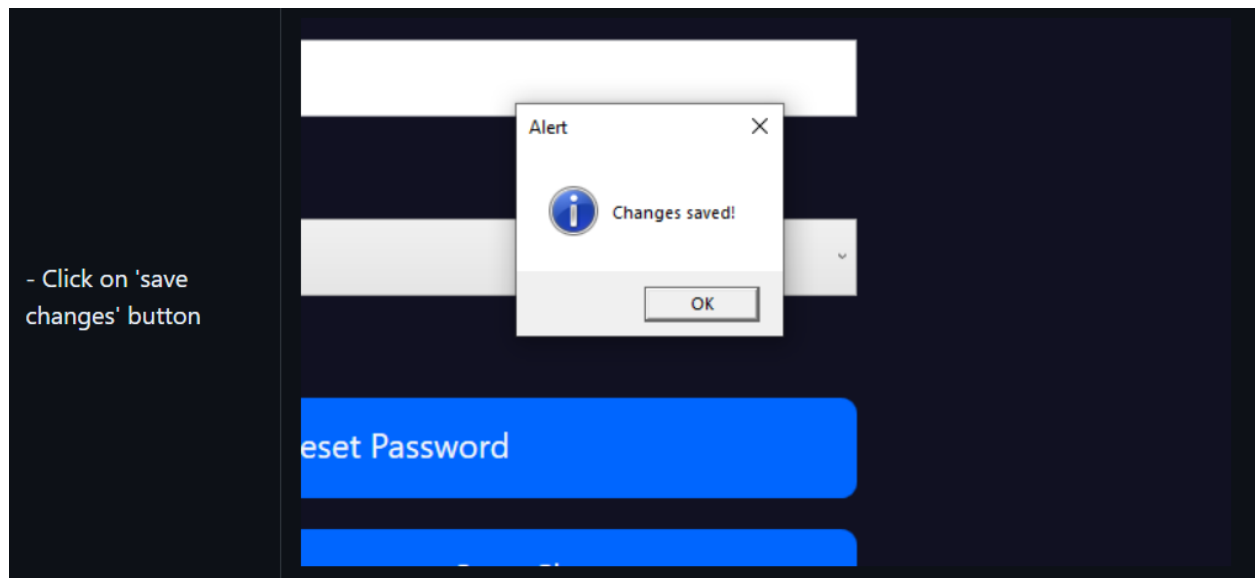 - Click on 'save
changes' button
Alert
Changes saved!
OK
eset Password